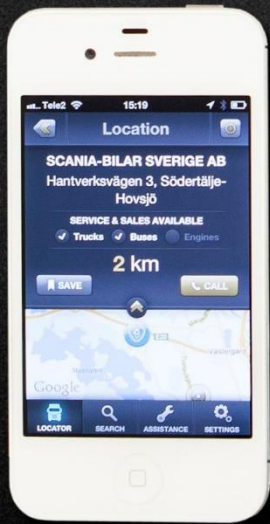 Tele2 15:19
Location
SCANIA-BILAR SVERIGE AB
Hantverksvägen 3, Södertälje-
Hovsjö
SERVICE & SALES AVAILABLE
Trucks Buses Engines
2 km
SAVE CALL
E20
Google
LOCATOR SEARCH ASSISTANCE SETTINGS